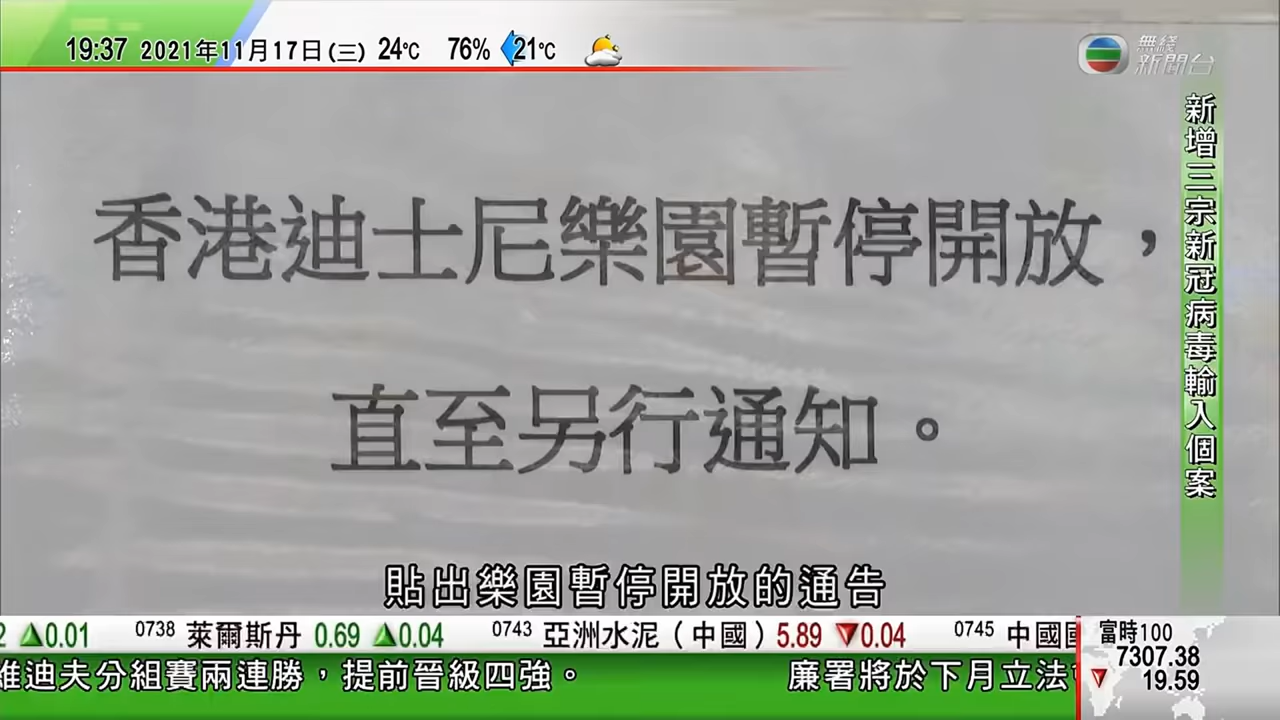 19:37 2021年11月17日(三) 24℃ 76% 21℃
無綫新聞台
新增三宗新冠病毒輸入個案
香港迪士尼樂園暫停開放，
直至另行通知。
貼出樂園暫停開放的通告
2 ▲0.01 0738 萊爾斯丹 0.69 ▲0.04 0743 亞洲水泥（中國）5.89 ▼0.04 0745 中國
富時100
7307.38
▼ 19.59
維迪夫分組賽兩連勝，提前晉級四強。 廉署將於下月立法